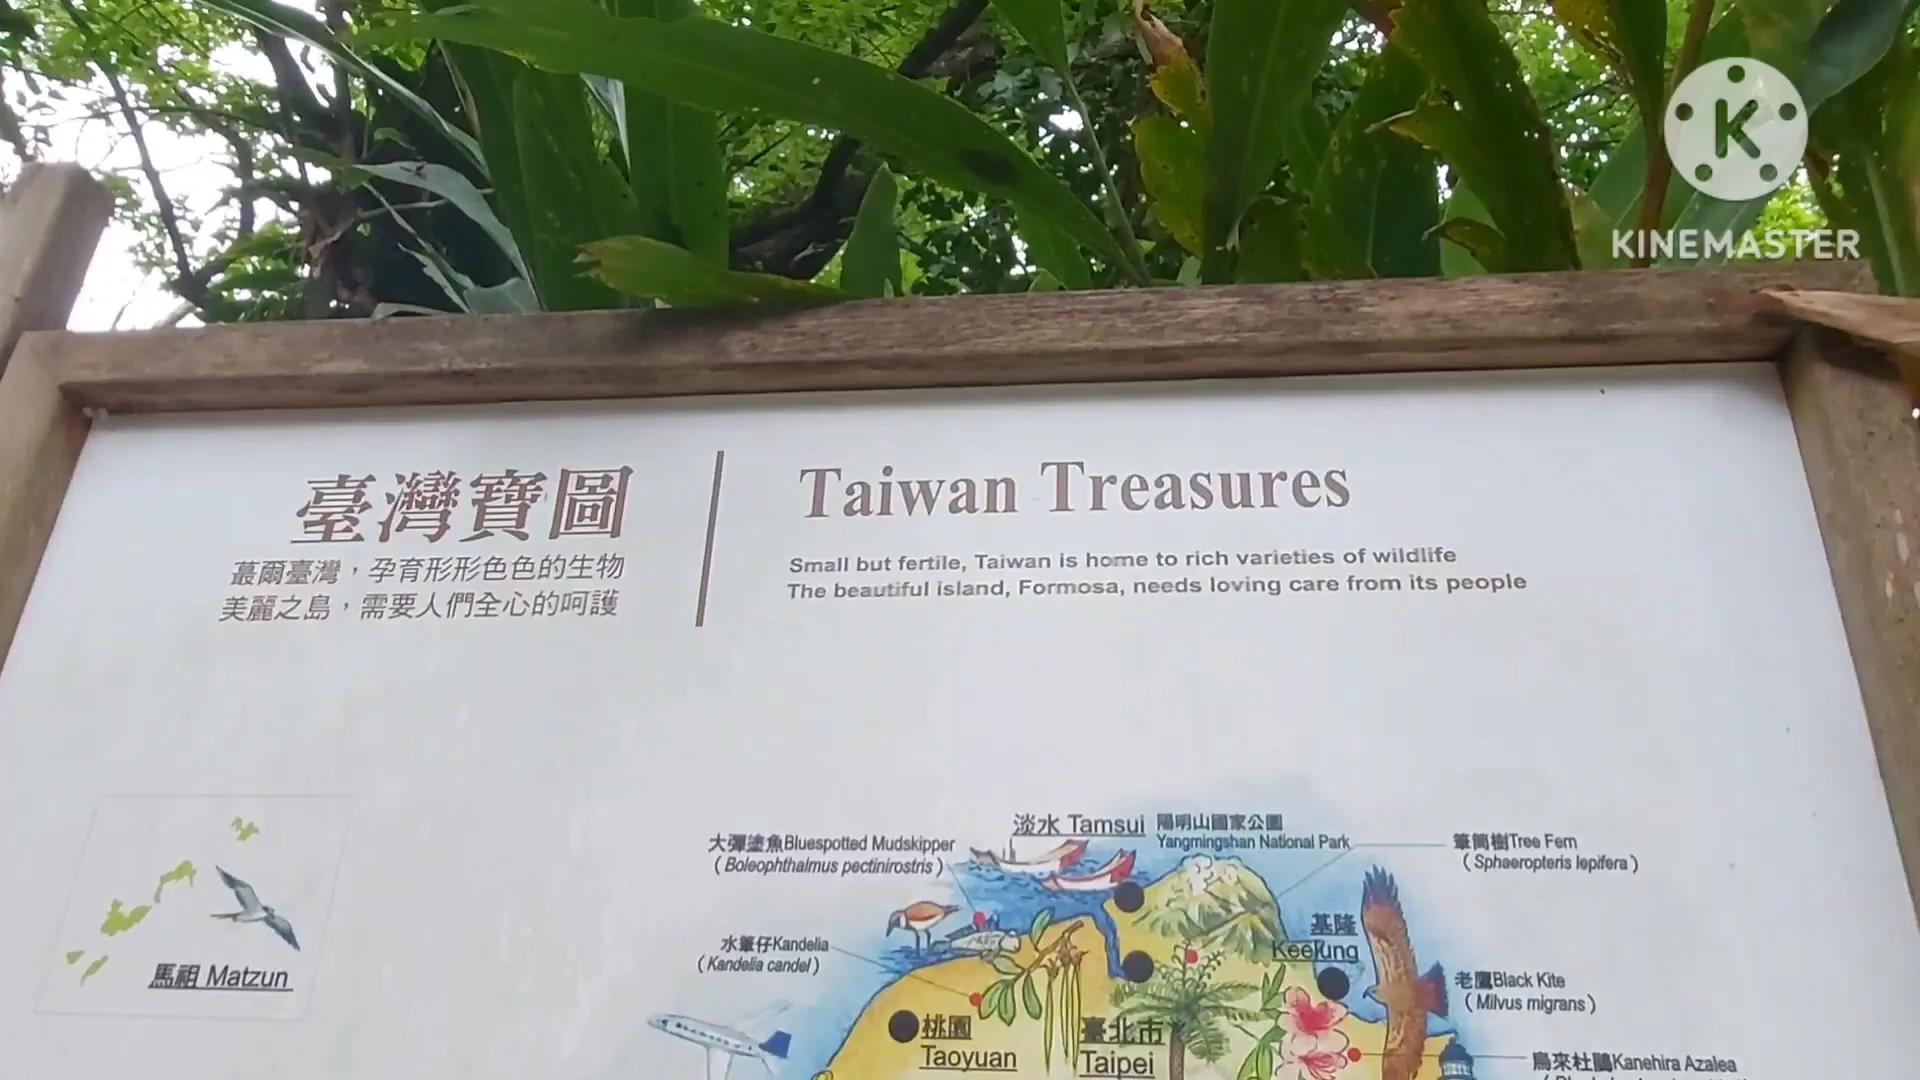 K
KINEMASTER
臺灣寶圖
蕞爾臺灣，孕育形形色色的生物
美麗之島，需要人們全心的呵護
Taiwan Treasures
Small but fertile, Taiwan is home to rich varieties of wildlife
The beautiful island, Formosa, needs loving care from its people
馬祖 Matzun
大彈塗魚Bluespotted Mudskipper
(Boleophthalmus pectinirostris)
淡水 Tamsui
陽明山國家公園
Yangmingshan National Park
筆筒樹Tree Fern
(Sphaeropteris lepifera)
水筆仔Kandelia
(Kandelia candel)
基隆
Keelung
老鷹Black Kite
(Milvus migrans)
桃園
Taoyuan
臺北市
Taipei
烏來杜鵑Kanehira Azalea